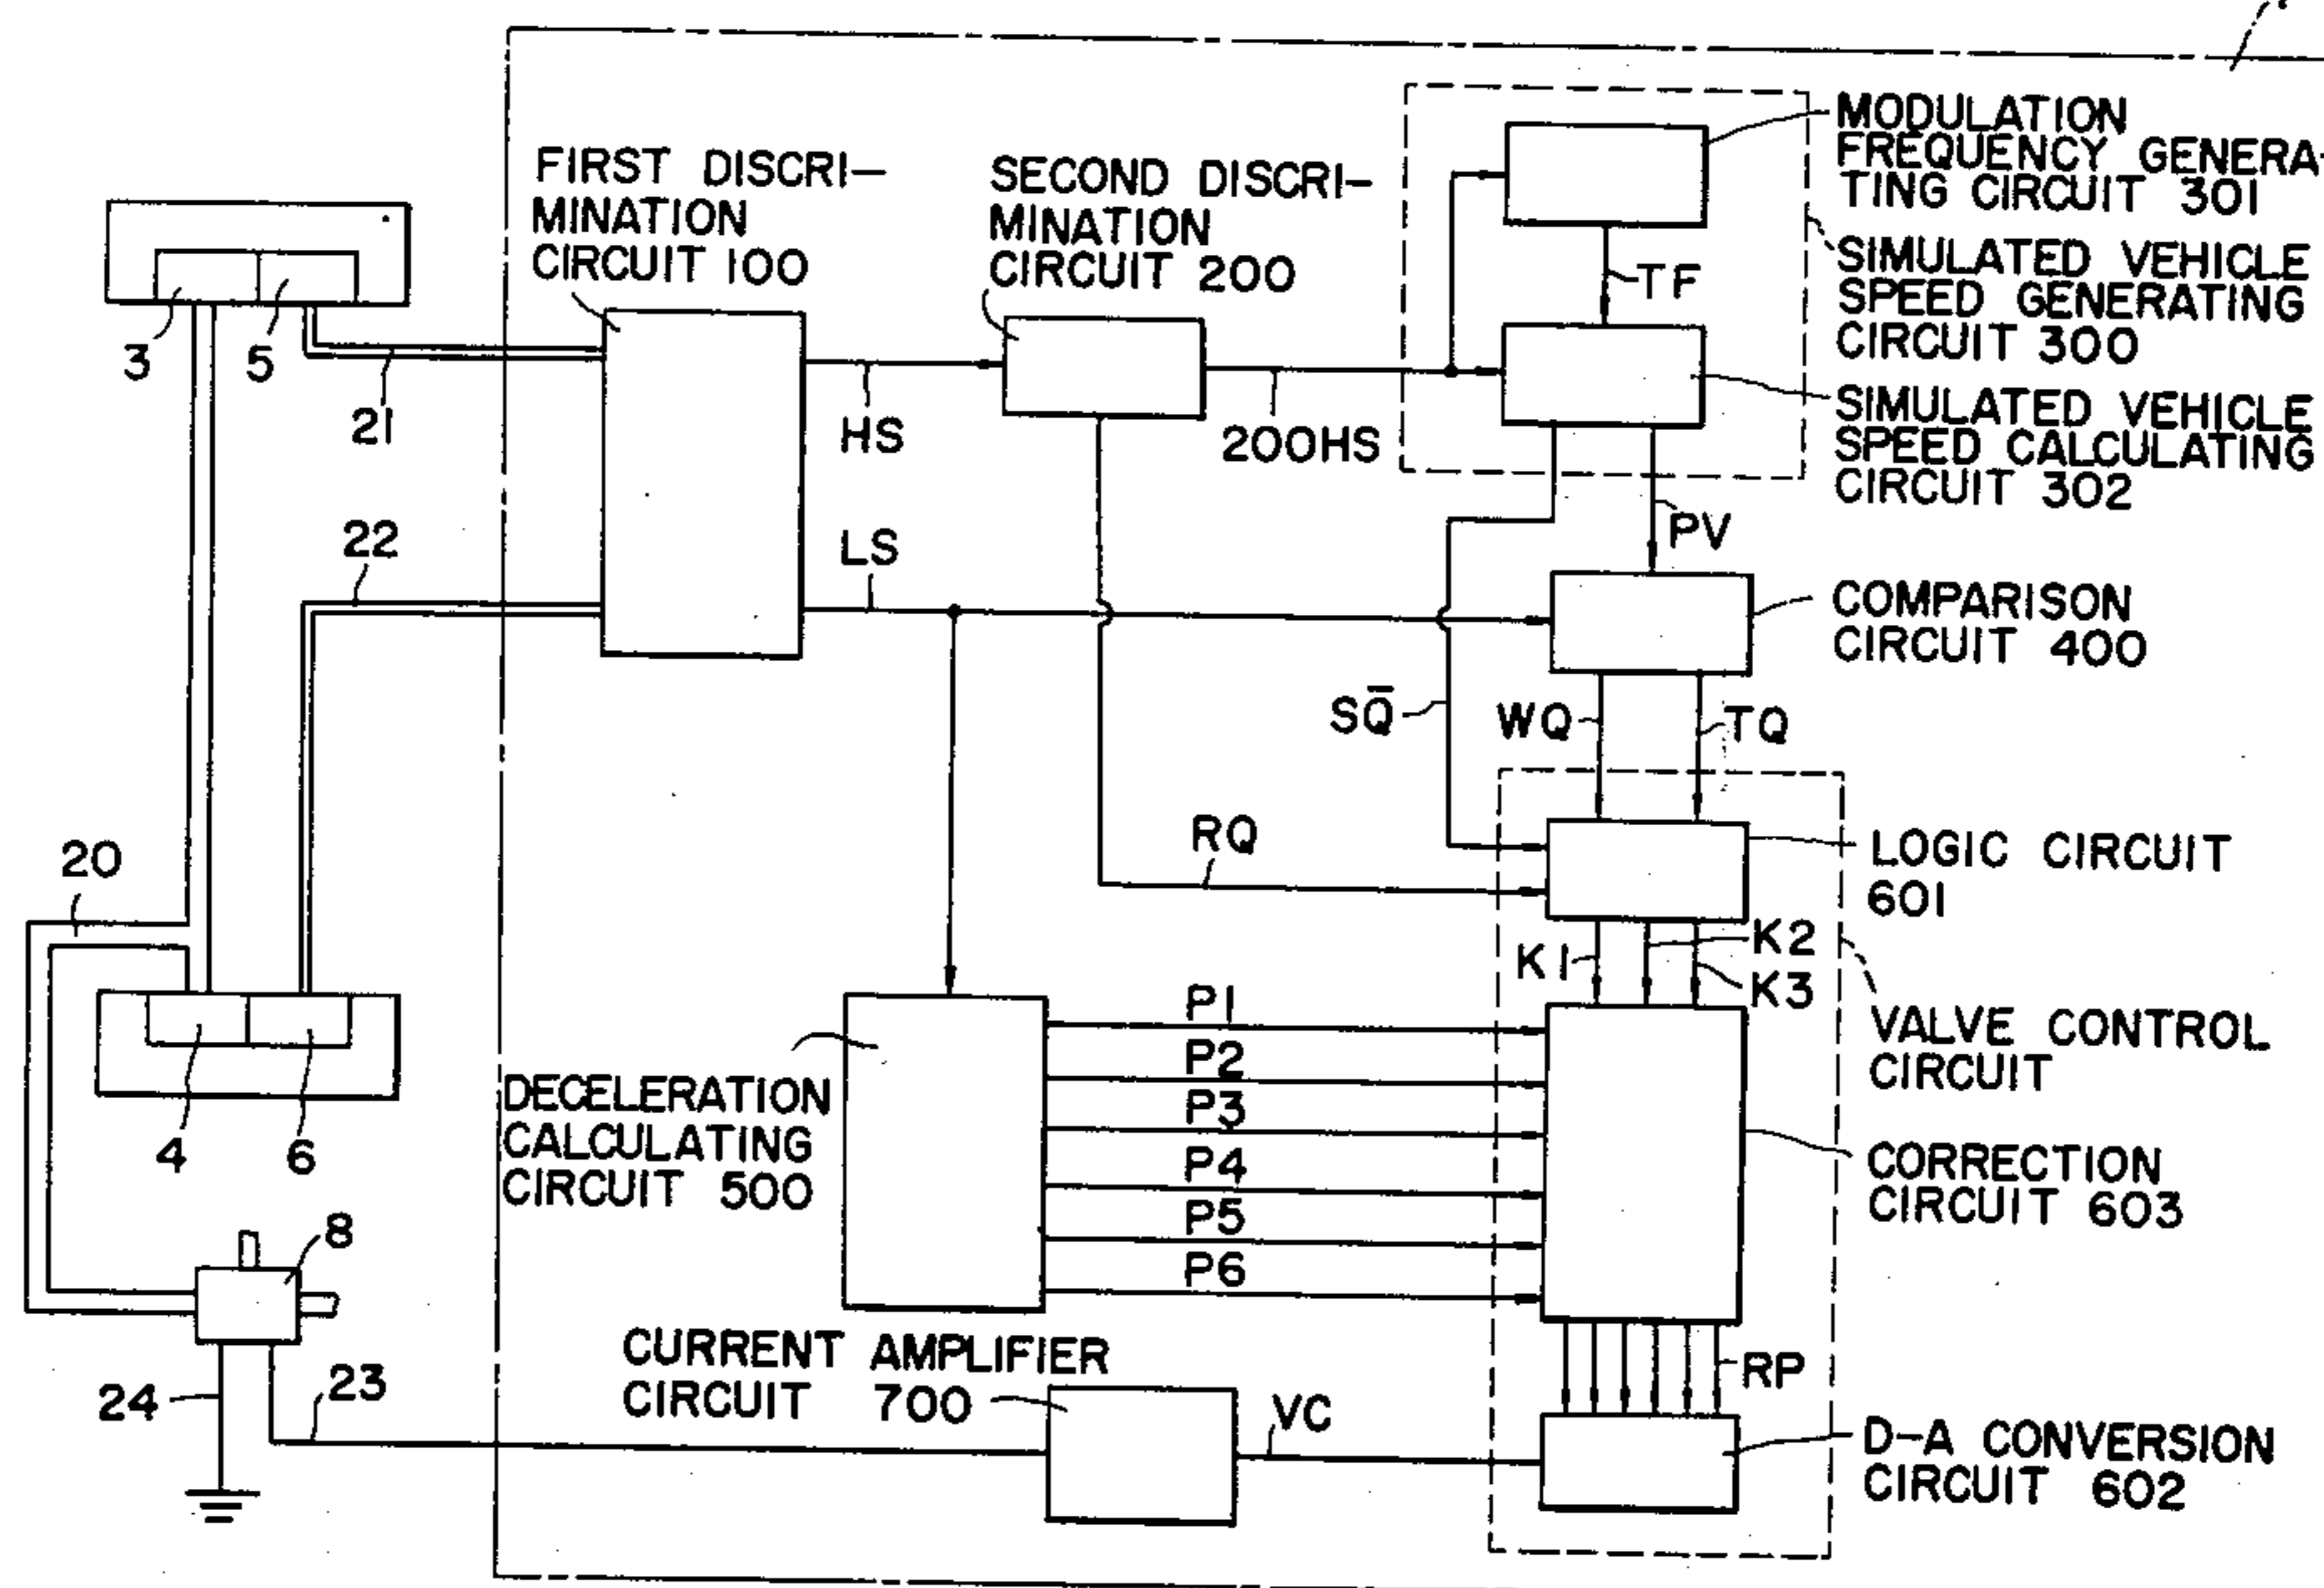 FIRST DISCRI-
MINATION
CIRCUIT 100
SECOND DISCRI-
MINATION
CIRCUIT 200
MODULATION
FREQUENCY GENERA-
TING CIRCUIT 301
SIMULATED VEHICLE
SPEED GENERATING
CIRCUIT 300
SIMULATED VEHICLE
SPEED CALCULATING
CIRCUIT 302
TF
3
5
21
HS
200HS
PV
22
LS
COMPARISON
CIRCUIT 400
SQ̅
WQ
TQ
20
RQ
LOGIC CIRCUIT
601
K1
K2
K3
P1
P2
P3
P4
P5
P6
VALVE CONTROL
CIRCUIT
4
6
DECELERATION
CALCULATING
CIRCUIT 500
CORRECTION
CIRCUIT 603
8
CURRENT AMPLIFIER
CIRCUIT 700
RP
24
23
VC
D-A CONVERSION
CIRCUIT 602